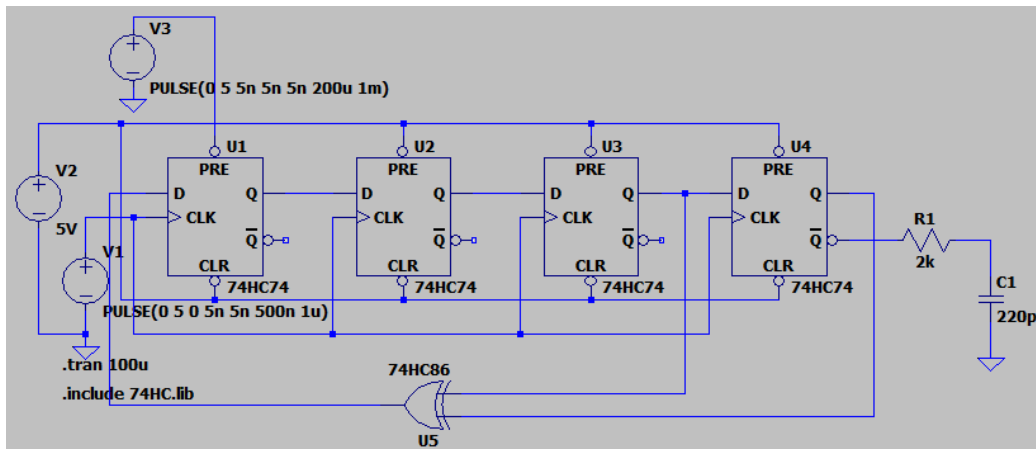 V3
PULSE(0 5 5n 5n 5n 200u 1m)
U1 U2 U3 U4
PRE PRE PRE PRE
V2
D Q D Q D Q D Q
CLK CLK CLK CLK
R1
5V
V1
Q Q Q Q
2k
CLR CLR CLR CLR
74HC74 74HC74 74HC74 74HC74
C1
PULSE(0 5 0 5n 5n 500n 1u)
220p
.tran 100u
74HC86
.include 74HC.lib
U5